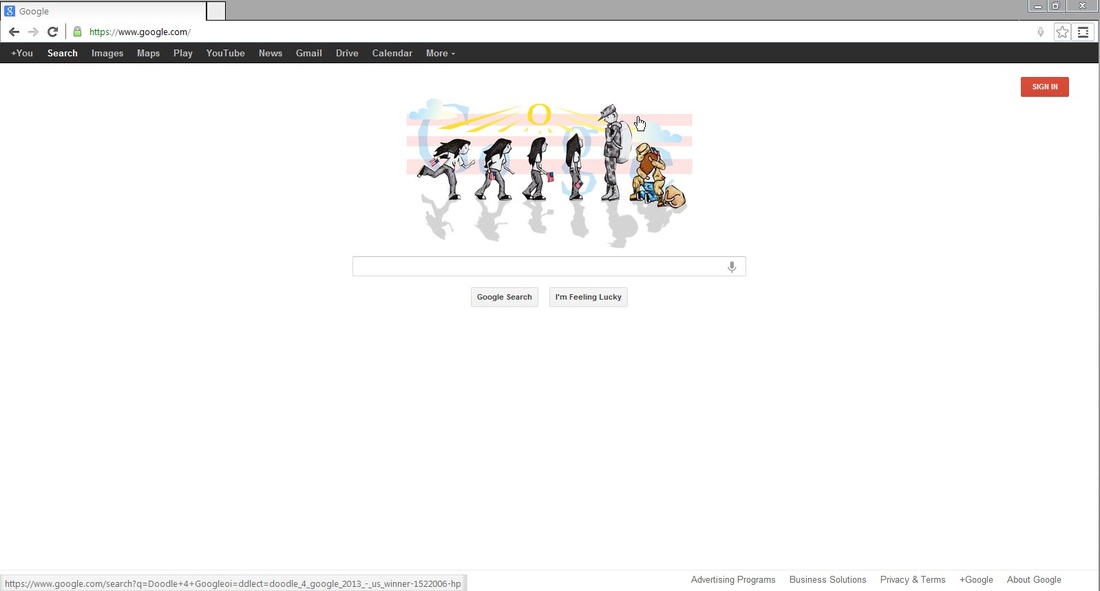 Google
https://www.google.com/
+You Search Images Maps Play YouTube News Gmail Drive Calendar More
SIGN IN
Google
Google Search I'm Feeling Lucky
https://www.google.com/search?q=Doodle+4+Googleoi=ddlect=doodle_4_google_2013_-_us_winner-1522006-hp
Advertising Programs Business Solutions Privacy & Terms +Google About Google